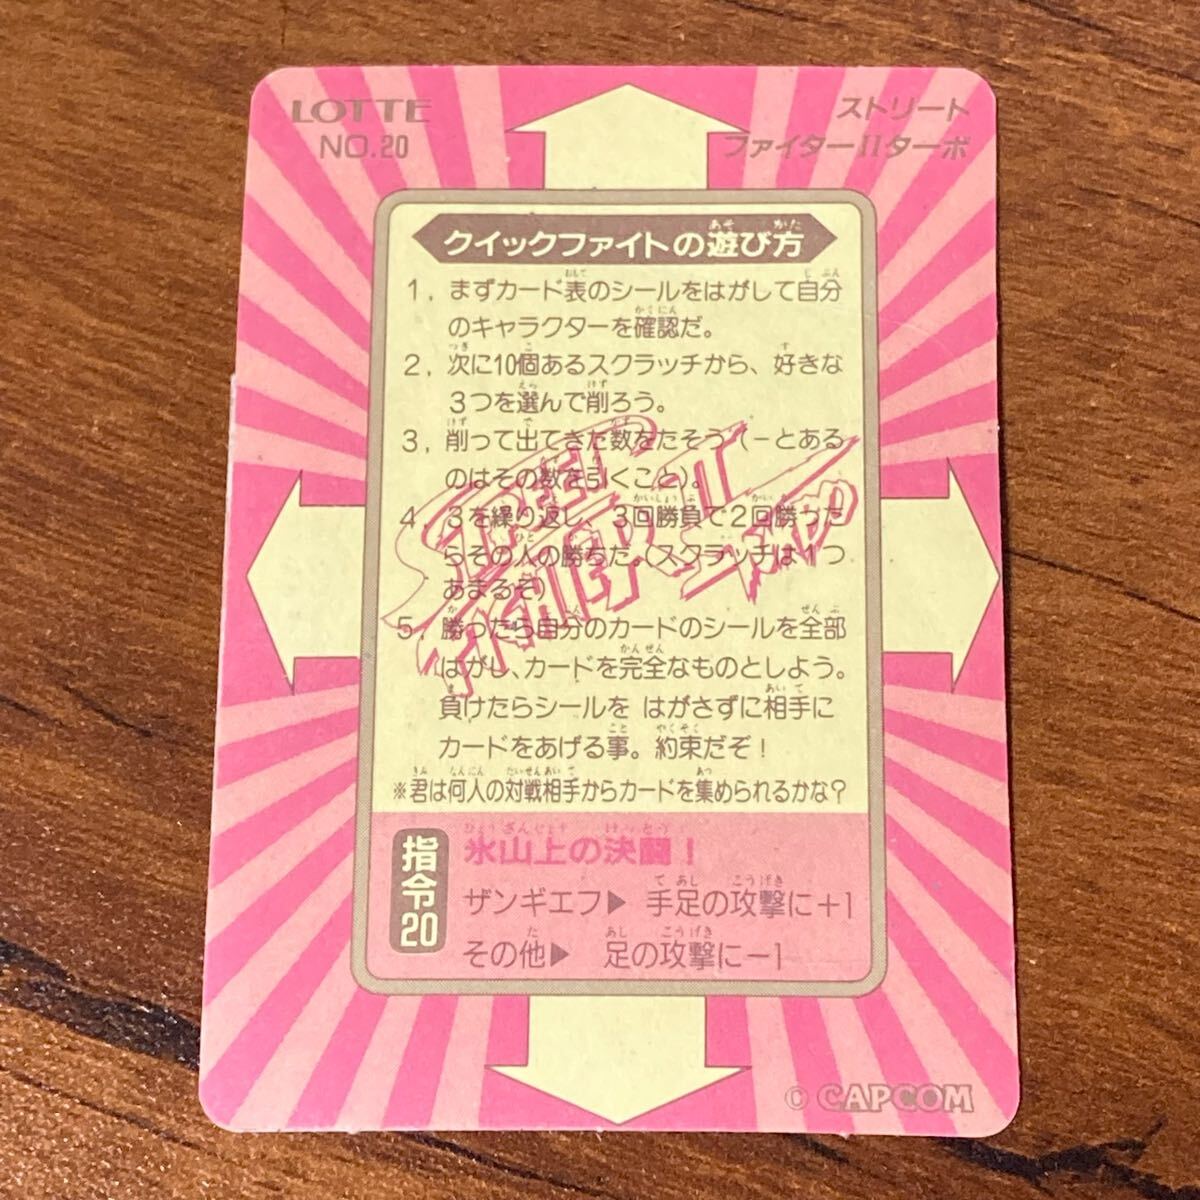 LOTTE
NO.20
ストリート
ファイターIIターボ
クイックファイトの遊び方
1, まずカード表のシールをはがして自分
のキャラクターを確認だ。
2, 次に10個あるスクラッチから、好きな
3つを選んで削ろう。
3, 削って出てきた数をたそう(－とある
のはその数を引くこと)。
4, 3を繰り返し、3回勝負で2回勝った
らその人の勝ちだ。(スクラッチは1つ
あまるぞ)
5, 勝ったら自分のカードのシールを全部
はがし、カードを完全なものとしよう。
負けたらシールを はがさずに相手に
カードをあげる事。約束だぞ！
※君は何人の対戦相手からカードを集められるかな？
STREET FIGHTER II TURBO
指令20
氷山上の決闘！
ザンギエフ▶ 手足の攻撃に＋1
その他▶ 足の攻撃に－1
© CAPCOM